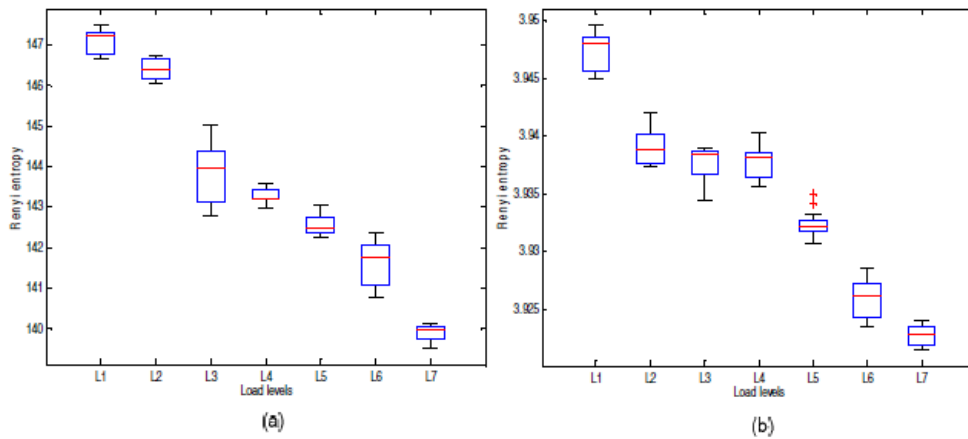 147
146
145
144
143
142
141
140
Renyi entropy
L1 L2 L3 L4 L5 L6 L7
Load levels
(a)
3.95
3.945
3.94
3.935
3.93
3.925
Renyi entropy
L1 L2 L3 L4 L5 L6 L7
Load levels
(b)